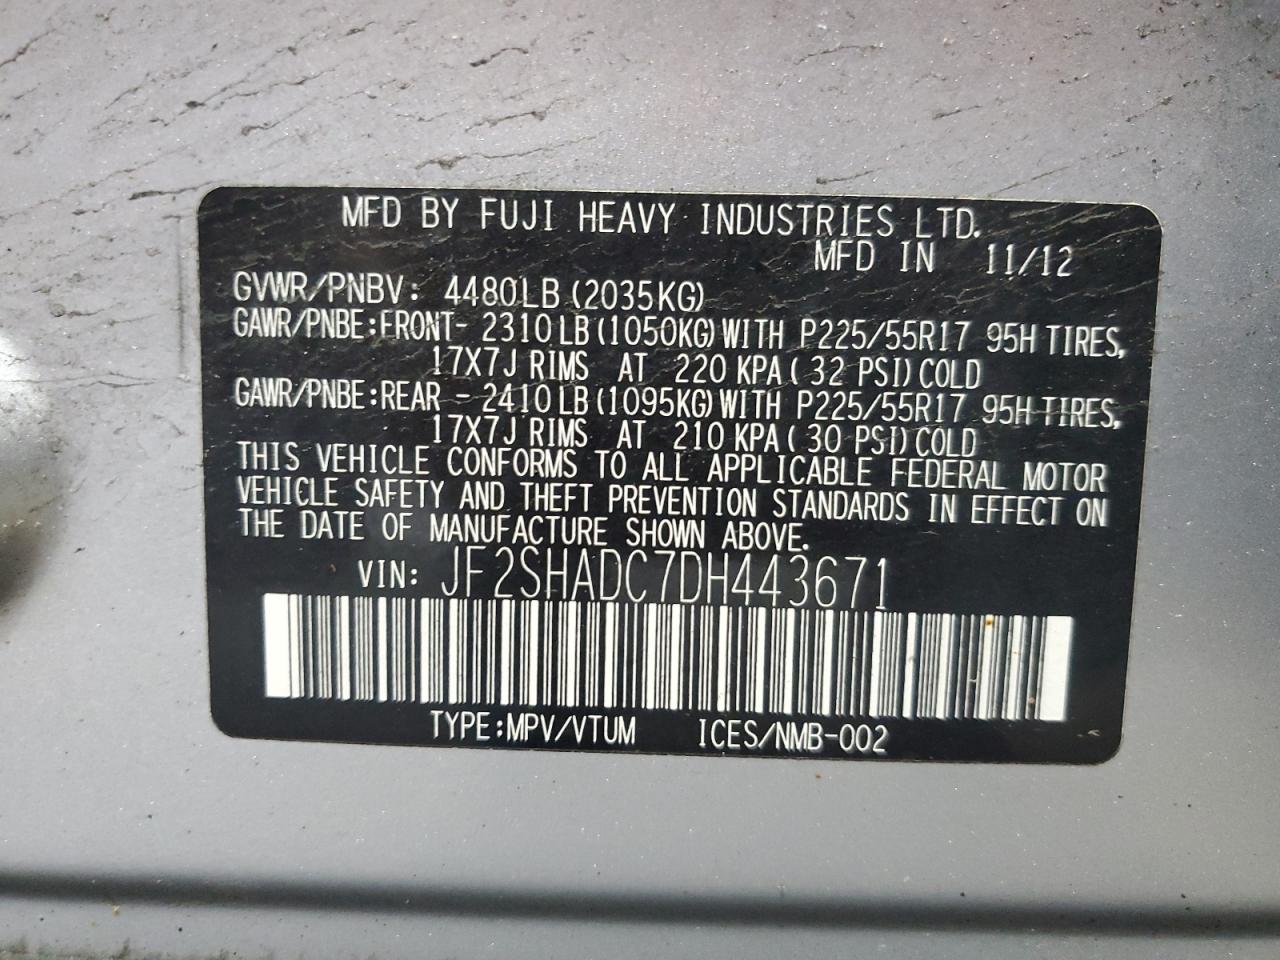 MFD BY FUJI HEAVY INDUSTRIES LTD.
MFD IN 11/12
GVWR/PNBV: 4480LB (2035KG)
GAWR/PNBE:FRONT- 2310LB (1050KG) WITH P225/55R17 95H TIRES,
17X7J RIMS AT 220 KPA ( 32 PSI) COLD
GAWR/PNBE:REAR - 2410LB (1095KG) WITH P225/55R17 95H TIRES,
17X7J RIMS AT 210 KPA ( 30 PSI) COLD
THIS VEHICLE CONFORMS TO ALL APPLICABLE FEDERAL MOTOR
VEHICLE SAFETY AND THEFT PREVENTION STANDARDS IN EFFECT ON
THE DATE OF MANUFACTURE SHOWN ABOVE.
VIN: JF2SHADC7DH443671
TYPE:MPV/VTUM ICES/NMB-002